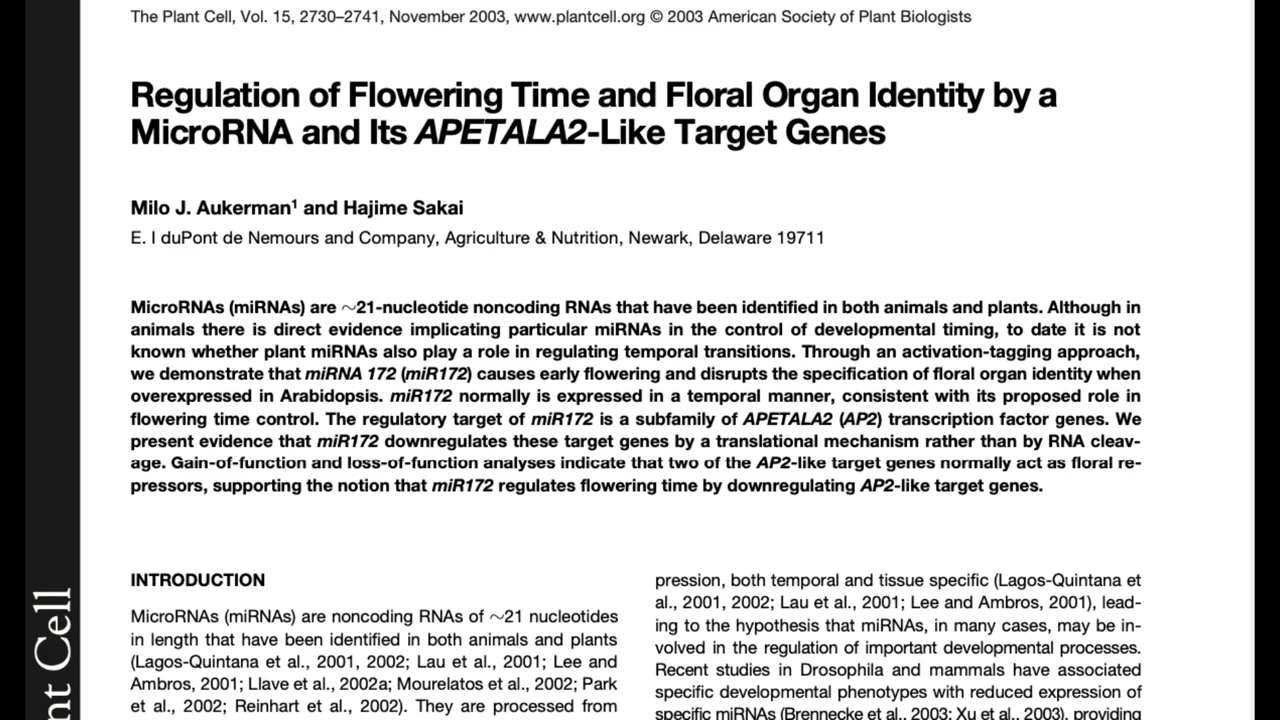 The Plant Cell, Vol. 15, 2730–2741, November 2003, www.plantcell.org © 2003 American Society of Plant Biologists
Regulation of Flowering Time and Floral Organ Identity by a
MicroRNA and Its APETALA2-Like Target Genes
Milo J. Aukerman¹ and Hajime Sakai
E. I duPont de Nemours and Company, Agriculture & Nutrition, Newark, Delaware 19711
MicroRNAs (miRNAs) are ∼21-nucleotide noncoding RNAs that have been identified in both animals and plants. Although in
animals there is direct evidence implicating particular miRNAs in the control of developmental timing, to date it is not
known whether plant miRNAs also play a role in regulating temporal transitions. Through an activation-tagging approach,
we demonstrate that miRNA 172 (miR172) causes early flowering and disrupts the specification of floral organ identity when
overexpressed in Arabidopsis. miR172 normally is expressed in a temporal manner, consistent with its proposed role in
flowering time control. The regulatory target of miR172 is a subfamily of APETALA2 (AP2) transcription factor genes. We
present evidence that miR172 downregulates these target genes by a translational mechanism rather than by RNA cleav-
age. Gain-of-function and loss-of-function analyses indicate that two of the AP2-like target genes normally act as floral re-
pressors, supporting the notion that miR172 regulates flowering time by downregulating AP2-like target genes.
INTRODUCTION
MicroRNAs (miRNAs) are noncoding RNAs of ∼21 nucleotides
in length that have been identified in both animals and plants
(Lagos-Quintana et al., 2001, 2002; Lau et al., 2001; Lee and
Ambros, 2001; Llave et al., 2002a; Mourelatos et al., 2002; Park
et al., 2002; Reinhart et al., 2002). They are processed from
pression, both temporal and tissue specific (Lagos-Quintana et
al., 2001, 2002; Lau et al., 2001; Lee and Ambros, 2001), lead-
ing to the hypothesis that miRNAs, in many cases, may be in-
volved in the regulation of important developmental processes.
Recent studies in Drosophila and mammals have associated
specific developmental phenotypes with reduced expression of
specific miRNAs (Brennecke et al., 2003; Xu et al., 2003), providing
nt Cell